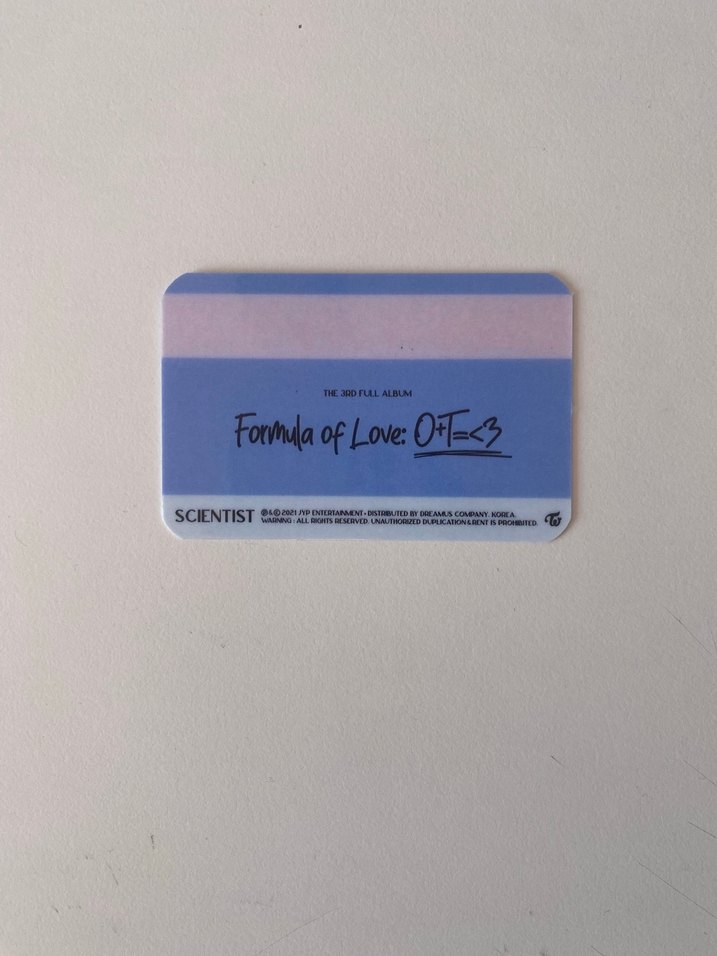 THE 3RD FULL ALBUM
Formula of Love: O+T=<3
SCIENTIST
℗&© 2021 JYP ENTERTAINMENT • DISTRIBUTED BY DREAMUS COMPANY. KOREA.
WARNING : ALL RIGHTS RESERVED. UNAUTHORIZED DUPLICATION & RENT IS PROHIBITED.